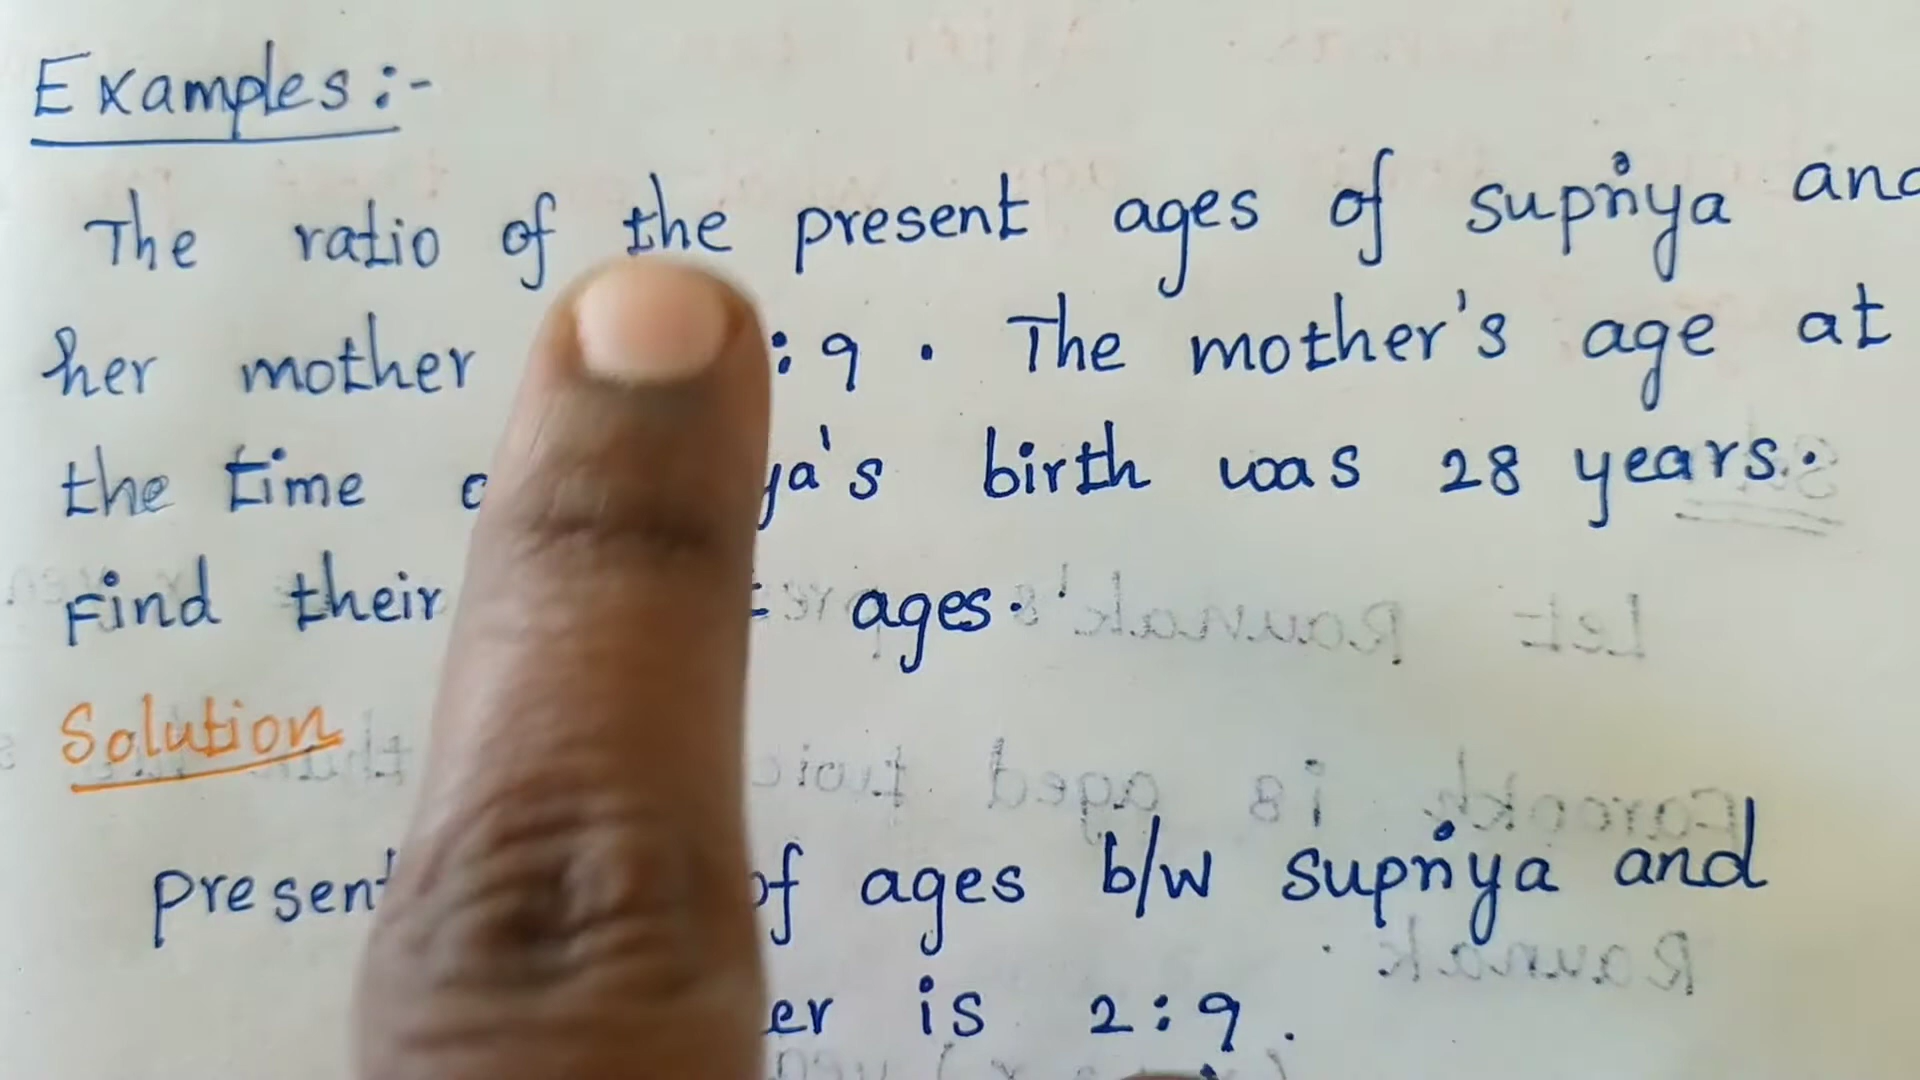 Examples:-
The ratio of the present ages of supriya and
her mother : 9 . The mother's age at
the time ya's birth was 28 years.
Find their ages.
Solution
present of ages b/w supriya and
er is 2:9.